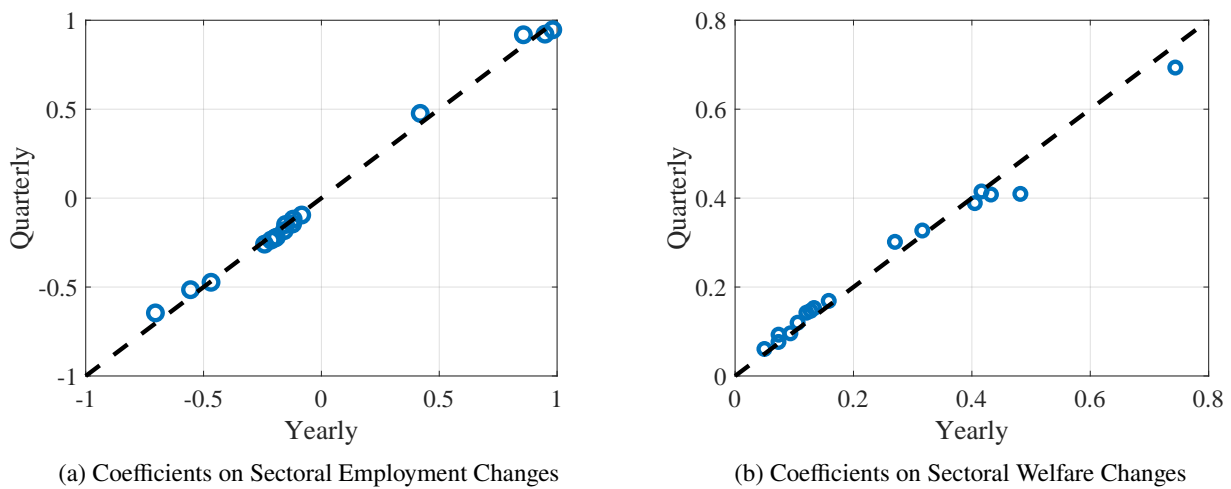 1
0.5
0
-0.5
-1
Quarterly
-1 -0.5 0 0.5 1
Yearly
(a) Coefficients on Sectoral Employment Changes
0.8
0.6
0.4
0.2
0
Quarterly
0 0.2 0.4 0.6 0.8
Yearly
(b) Coefficients on Sectoral Welfare Changes